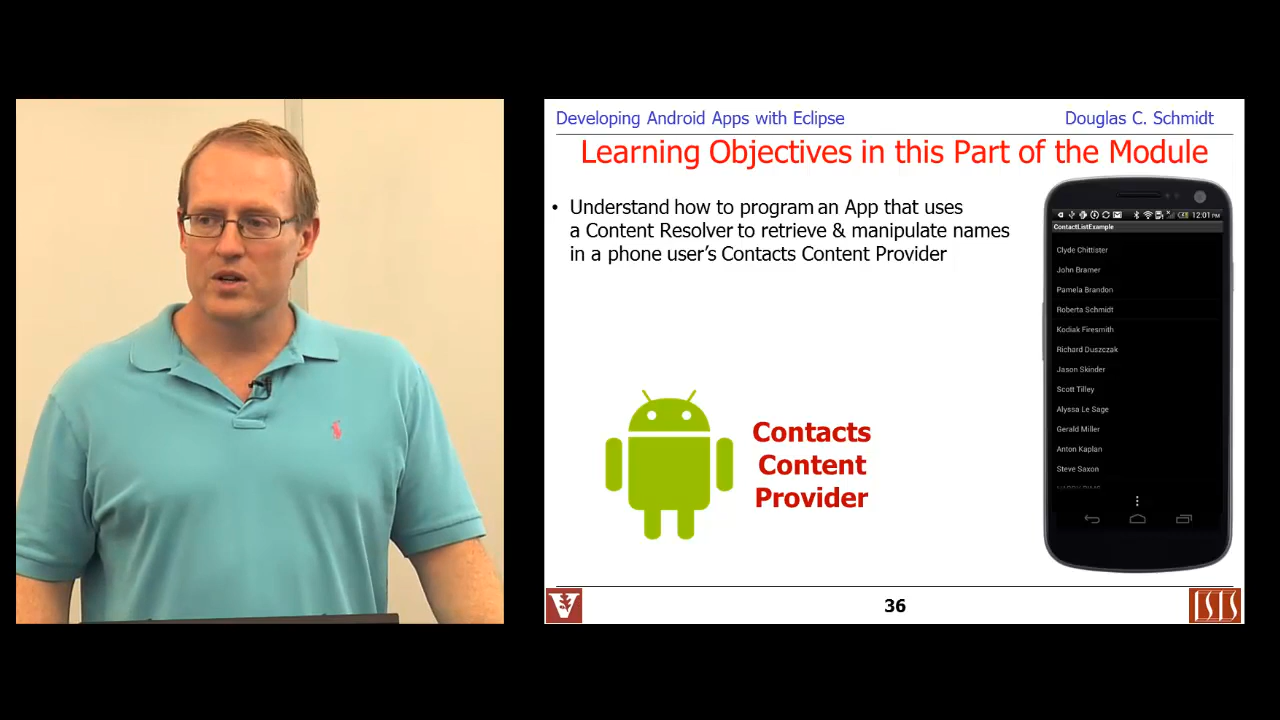 Developing Android Apps with Eclipse
Douglas C. Schmidt
Learning Objectives in this Part of the Module
• Understand how to program an App that uses
a Content Resolver to retrieve & manipulate names
in a phone user's Contacts Content Provider
12:01 PM
ContactListExample
Clyde Chittister
John Bramer
Pamela Brandon
Roberta Schmidt
Kodiak Firesmith
Richard Duszczak
Jason Skinder
Scott Tilley
Alyssa Le Sage
Gerald Miller
Anton Kaplan
Steve Saxon
Contacts
Content
Provider
V
36
ISIS